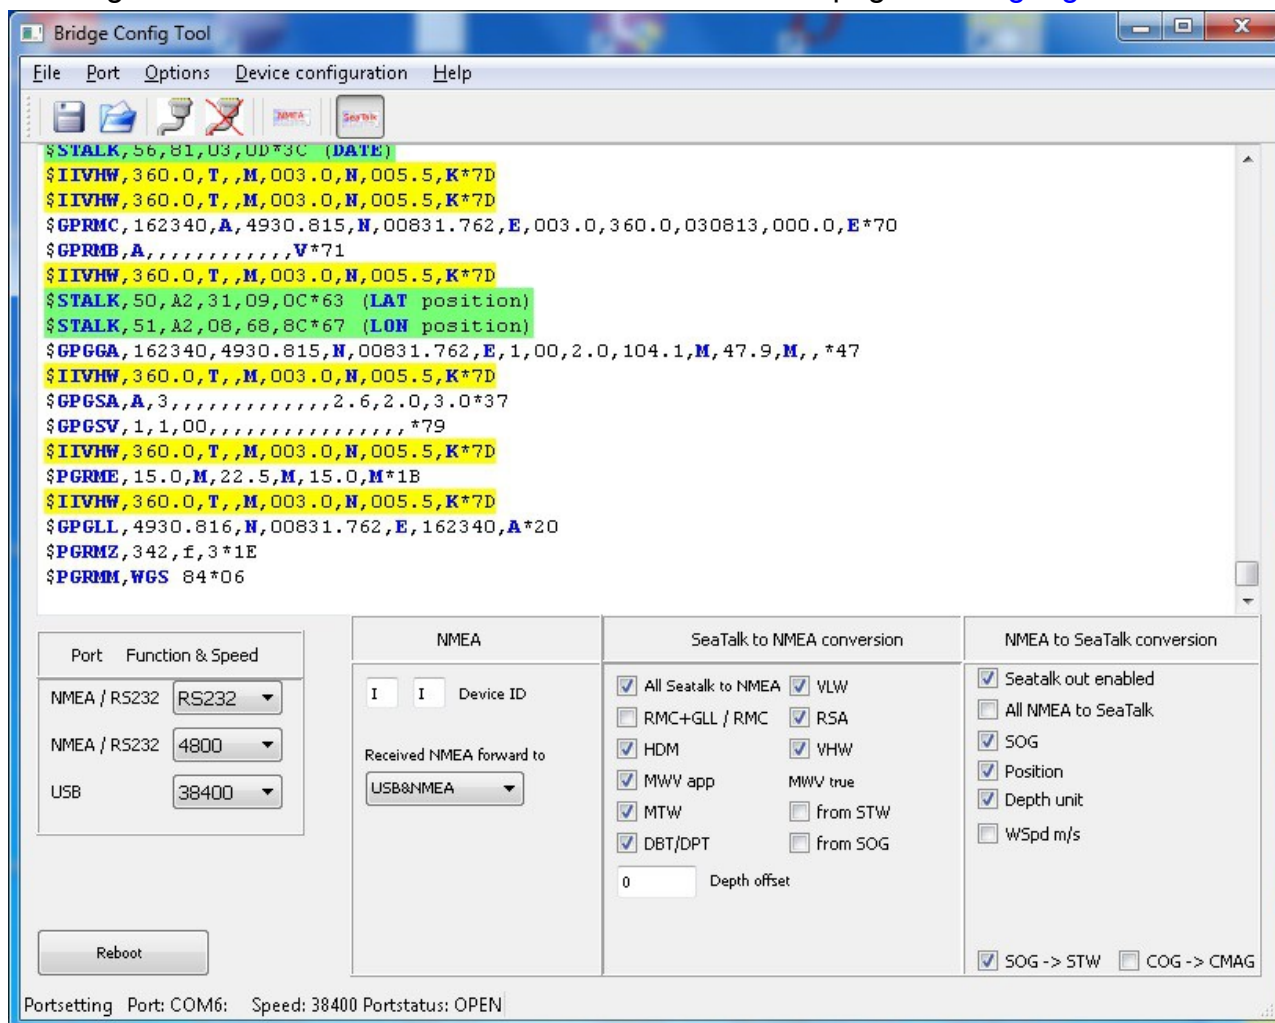 Bridge Config Tool
File Port Options Device configuration Help
NMEA SeaTalk
$STALK,56,81,03,0D*3C (DATE)
$IIVHW,360.0,T,,M,003.0,N,005.5,K*7D
$IIVHW,360.0,T,,M,003.0,N,005.5,K*7D
$GPRMC,162340,A,4930.815,N,00831.762,E,003.0,360.0,030813,000.0,E*70
$GPRMB,A,,,,,,,,,,,,V*71
$IIVHW,360.0,T,,M,003.0,N,005.5,K*7D
$STALK,50,A2,31,09,0C*63 (LAT position)
$STALK,51,A2,08,68,8C*67 (LON position)
$GPGGA,162340,4930.815,N,00831.762,E,1,00,2.0,104.1,M,47.9,M,,*47
$IIVHW,360.0,T,,M,003.0,N,005.5,K*7D
$GPGSA,A,3,,,,,,,,,,,,,2.6,2.0,3.0*37
$GPGSV,1,1,00,,,,,,,,,,,,,,,,*79
$IIVHW,360.0,T,,M,003.0,N,005.5,K*7D
$PGRME,15.0,M,22.5,M,15.0,M*1B
$IIVHW,360.0,T,,M,003.0,N,005.5,K*7D
$GPGLL,4930.816,N,00831.762,E,162340,A*20
$PGRMZ,342,f,3*1E
$PGRMM,WGS 84*06
Port Function & Speed
NMEA / RS232 RS232
NMEA / RS232 4800
USB 38400
Reboot
NMEA
I I Device ID
Received NMEA forward to
USB&NMEA
SeaTalk to NMEA conversion
All Seatalk to NMEA VLW
RMC+GLL / RMC RSA
HDM VHW
MWV app MWV true
MTW from STW
DBT/DPT from SOG
0 Depth offset
NMEA to SeaTalk conversion
Seatalk out enabled
All NMEA to SeaTalk
SOG
Position
Depth unit
WSpd m/s
SOG -> STW COG -> CMAG
Portsetting Port: COM6: Speed: 38400 Portstatus: OPEN